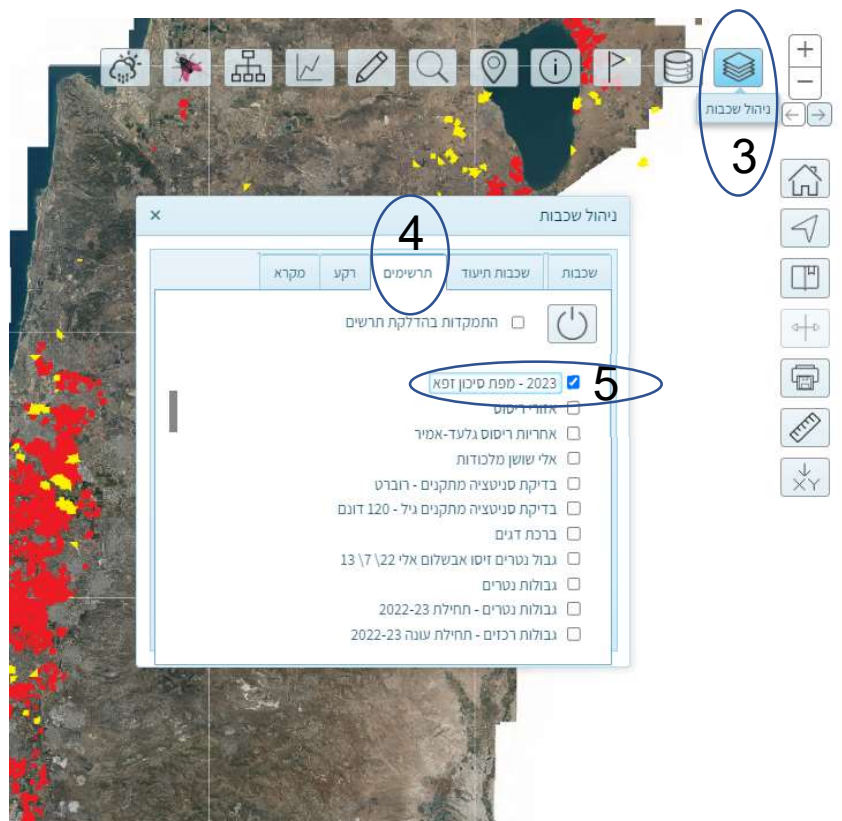 ניהול שכבות
3
ניהול שכבות
×
4
שכבות
שכבות תיעוד
תרשימים
רקע
מקרא
התמקדות בהדלקת תרשים
2023 - מפת סיכון זפא
5
אזורי ריסוס
אחריות ריסוס גלעד-אמיר
אלי שושן מלכודות
בדיקת סניטציה מתקנים - רוברט
בדיקת סניטציה מתקנים גיל - 120 דונם
ברכת דגים
גבול נטרים זיסו אבשלום אלי 22\ 7\ 13
גבולות נטרים
גבולות נטרים - תחילת 2022-23
גבולות רכזים - תחילת עונה 2022-23
XY